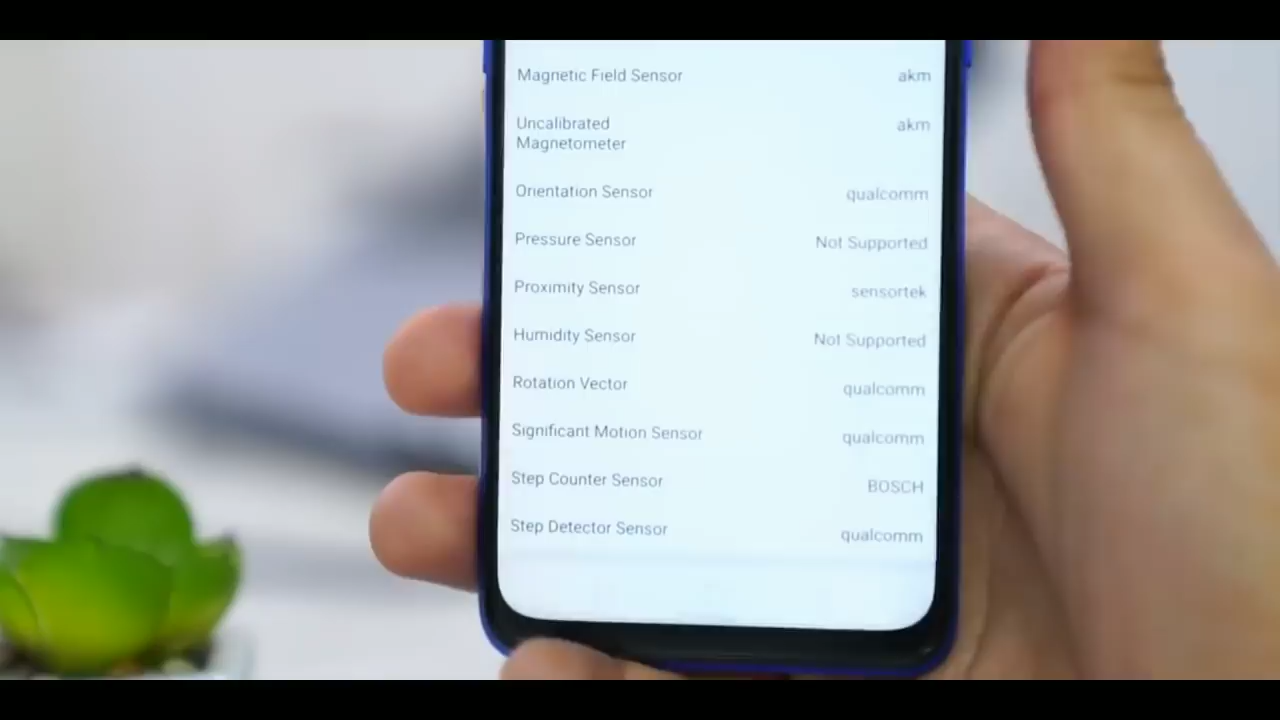 Magnetic Field Sensor akm
Uncalibrated akm
Magnetometer
Orientation Sensor qualcomm
Pressure Sensor Not Supported
Proximity Sensor sensortek
Humidity Sensor Not Supported
Rotation Vector qualcomm
Significant Motion Sensor qualcomm
Step Counter Sensor BOSCH
Step Detector Sensor qualcomm